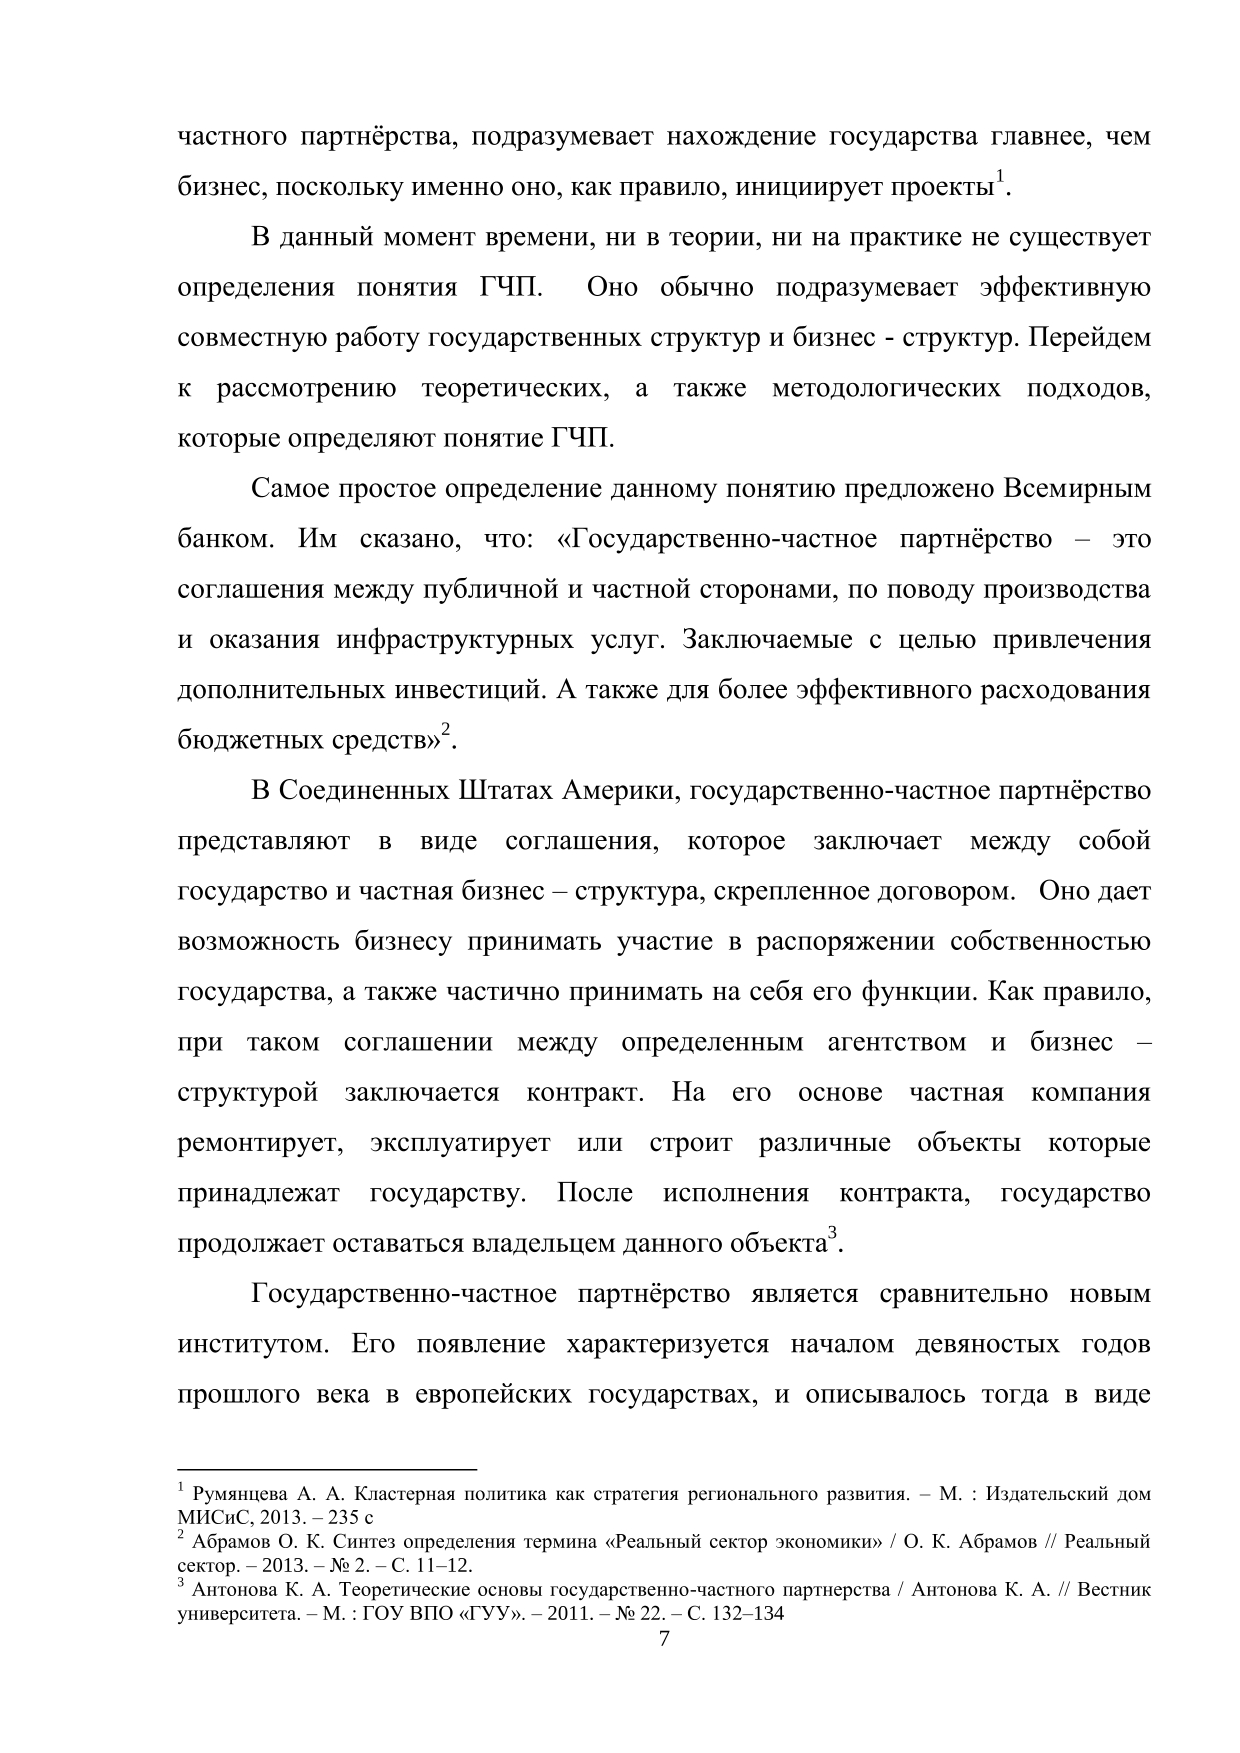 частного партнёрства, подразумевает нахождение государства главнее, чем
бизнес, поскольку именно оно, как правило, инициирует проекты1.
В данный момент времени, ни в теории, ни на практике не существует
определения понятия ГЧП. Оно обычно подразумевает эффективную
совместную работу государственных структур и бизнес - структур. Перейдем
к рассмотрению теоретических, а также методологических подходов,
которые определяют понятие ГЧП.
Самое простое определение данному понятию предложено Всемирным
банком. Им сказано, что: «Государственно-частное партнёрство – это
соглашения между публичной и частной сторонами, по поводу производства
и оказания инфраструктурных услуг. Заключаемые с целью привлечения
дополнительных инвестиций. А также для более эффективного расходования
бюджетных средств»2.
В Соединенных Штатах Америки, государственно-частное партнёрство
представляют в виде соглашения, которое заключает между собой
государство и частная бизнес – структура, скрепленное договором. Оно дает
возможность бизнесу принимать участие в распоряжении собственностью
государства, а также частично принимать на себя его функции. Как правило,
при таком соглашении между определенным агентством и бизнес –
структурой заключается контракт. На его основе частная компания
ремонтирует, эксплуатирует или строит различные объекты которые
принадлежат государству. После исполнения контракта, государство
продолжает оставаться владельцем данного объекта3.
Государственно-частное партнёрство является сравнительно новым
институтом. Его появление характеризуется началом девяностых годов
прошлого века в европейских государствах, и описывалось тогда в виде
1 Румянцева А. А. Кластерная политика как стратегия регионального развития. – М. : Издательский дом
МИСиС, 2013. – 235 с
2 Абрамов О. К. Синтез определения термина «Реальный сектор экономики» / О. К. Абрамов // Реальный
сектор. – 2013. – № 2. – С. 11–12.
3 Антонова К. А. Теоретические основы государственно-частного партнерства / Антонова К. А. // Вестник
университета. – М. : ГОУ ВПО «ГУУ». – 2011. – № 22. – С. 132–134
7